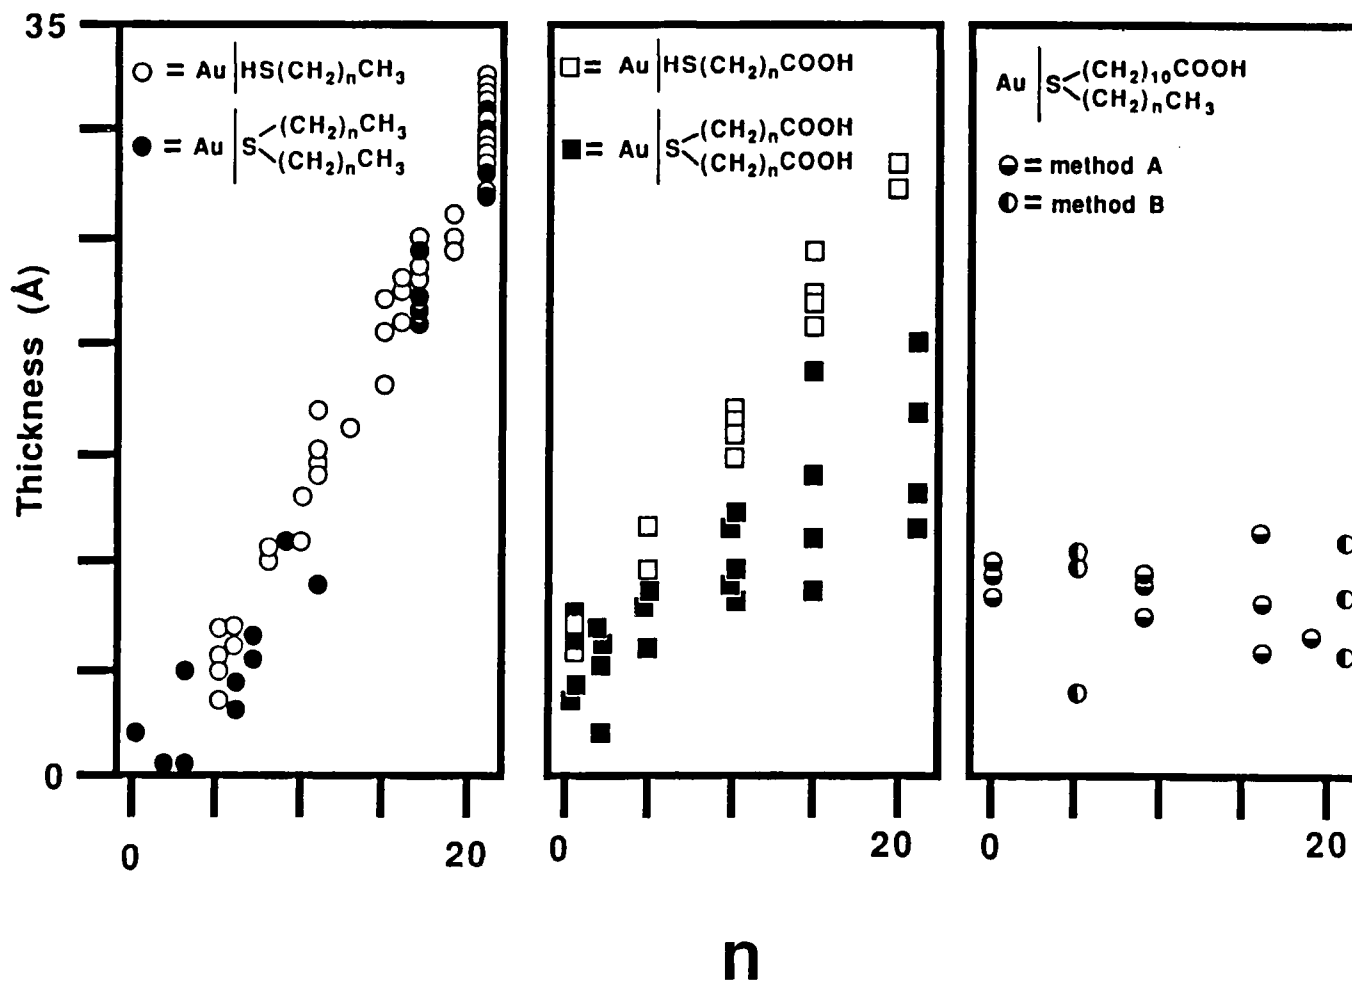 35
Thickness (Å)
0
○ = Au | HS(CH₂)ₙCH₃
● = Au | S (CH₂)ₙCH₃
(CH₂)ₙCH₃
0 20
□ = Au | HS(CH₂)ₙCOOH
■ = Au | S (CH₂)ₙCOOH
(CH₂)ₙCOOH
0 20
Au | S (CH₂)₁₀COOH
(CH₂)ₙCH₃
◒ = method A
◐ = method B
0 20
n